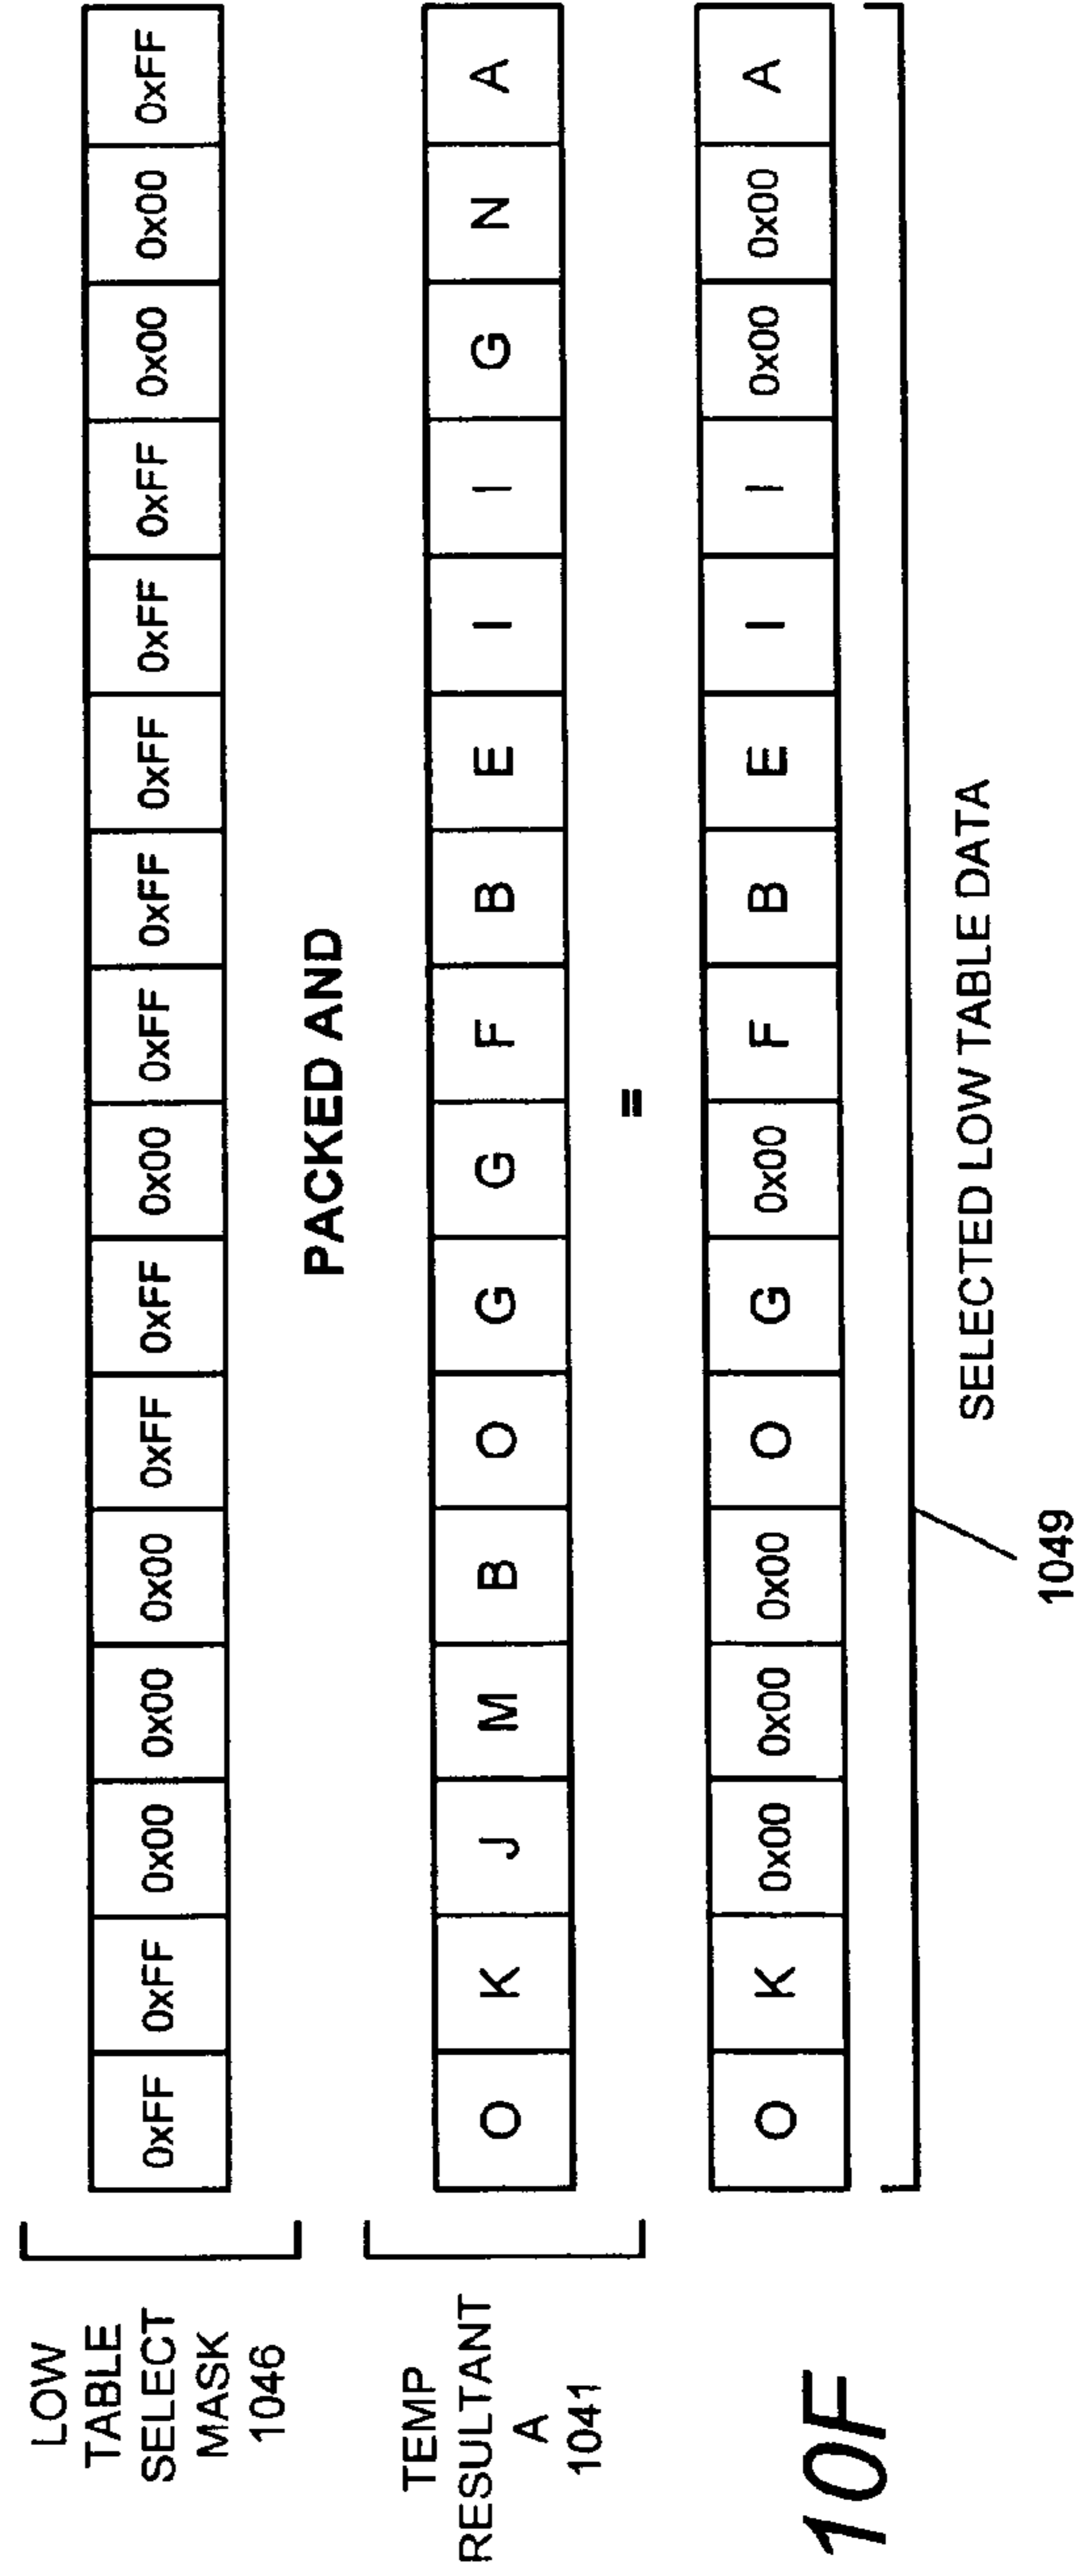 LOW
TABLE
SELECT
MASK
1046
0xFF 0xFF 0x00 0x00 0x00 0xFF 0xFF 0x00 0xFF 0xFF 0xFF 0xFF 0xFF 0x00 0x00 0xFF
PACKED AND
TEMP
RESULTANT
A
1041
O K J M B O G G F B E I I G N A
=
O K 0x00 0x00 0x00 O G 0x00 F B E I I 0x00 0x00 A
SELECTED LOW TABLE DATA
1049
10F